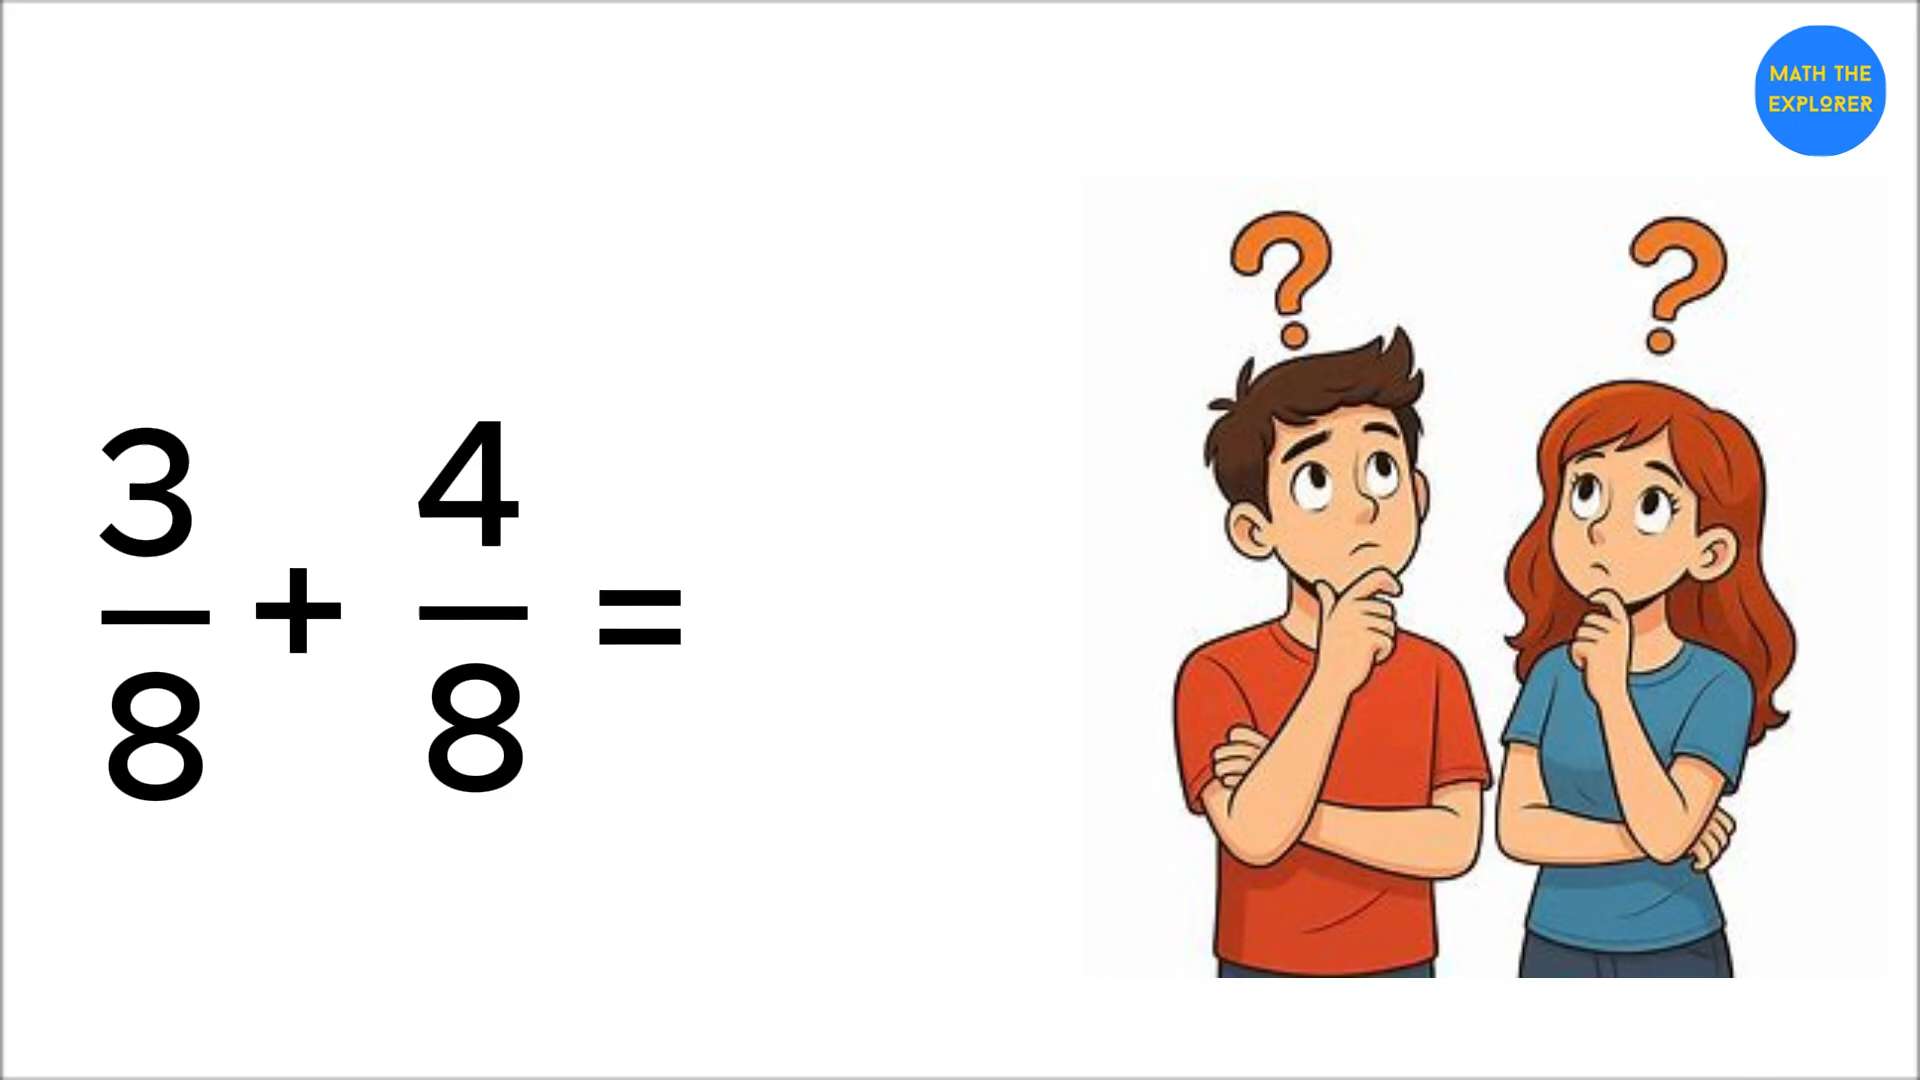 MATH THE
EXPLORER
? ?
3/8 + 4/8 =